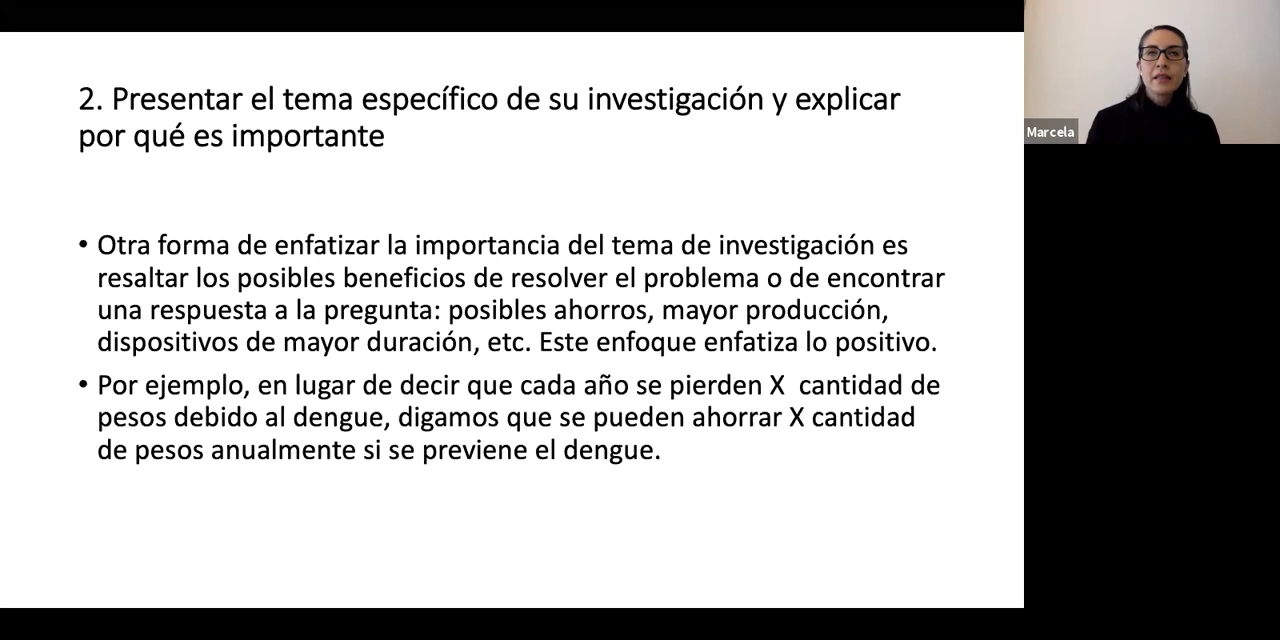 2. Presentar el tema específico de su investigación y explicar
por qué es importante
• Otra forma de enfatizar la importancia del tema de investigación es
resaltar los posibles beneficios de resolver el problema o de encontrar
una respuesta a la pregunta: posibles ahorros, mayor producción,
dispositivos de mayor duración, etc. Este enfoque enfatiza lo positivo.
• Por ejemplo, en lugar de decir que cada año se pierden X cantidad de
pesos debido al dengue, digamos que se pueden ahorrar X cantidad
de pesos anualmente si se previene el dengue.
Marcela